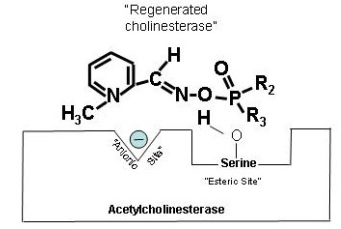 "Regenerated
cholinesterase"
H
O
C
R2
N
N-O-P
R3
H3C
H
O
"Anionic
Site"
Serine
"Esteric Site"
Acetylcholinesterase